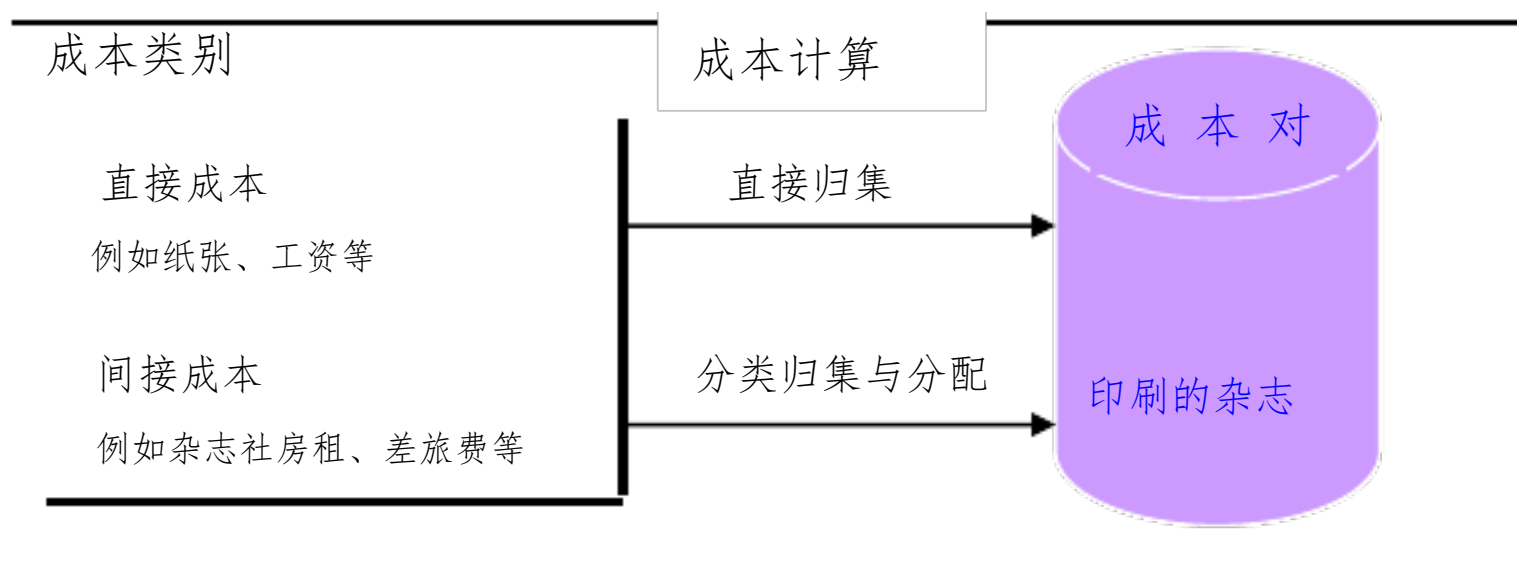 成本类别
成本计算
成 本 对
直接成本
直接归集
例如纸张、工资等
间接成本
分类归集与分配
印刷的杂志
例如杂志社房租、差旅费等